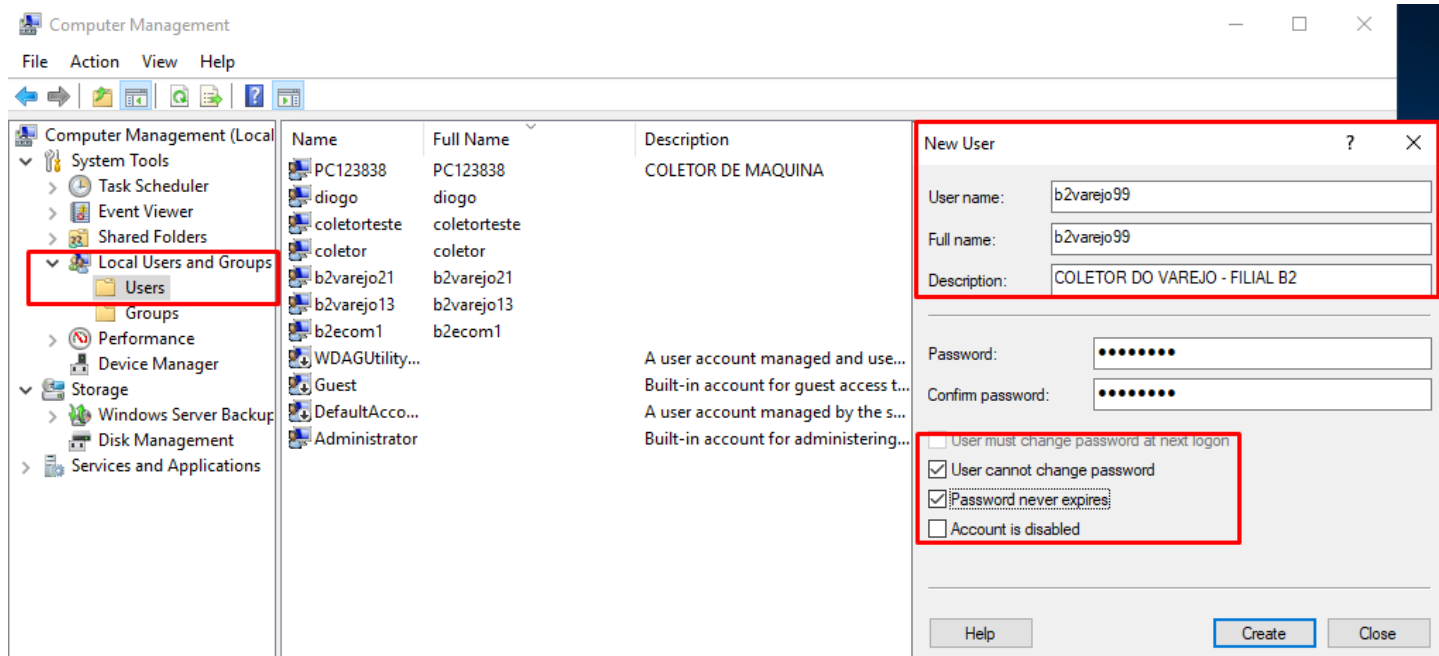 Computer Management
File Action View Help
Computer Management (Local
System Tools
Task Scheduler
Event Viewer
Shared Folders
Local Users and Groups
Users
Groups
Performance
Device Manager
Storage
Windows Server Backup
Disk Management
Services and Applications
Name Full Name Description
PC123838 PC123838 COLETOR DE MAQUINA
diogo diogo
coletorteste coletorteste
coletor coletor
b2varejo21 b2varejo21
b2varejo13 b2varejo13
b2ecom1 b2ecom1
WDAGUtility... A user account managed and use...
Guest Built-in account for guest access t...
DefaultAcco... A user account managed by the s...
Administrator Built-in account for administering...
New User ?
User name: b2varejo99
Full name: b2varejo99
Description: COLETOR DO VAREJO - FILIAL B2
Password: ••••••••
Confirm password: ••••••••
User must change password at next logon
User cannot change password
Password never expires
Account is disabled
Help Create Close